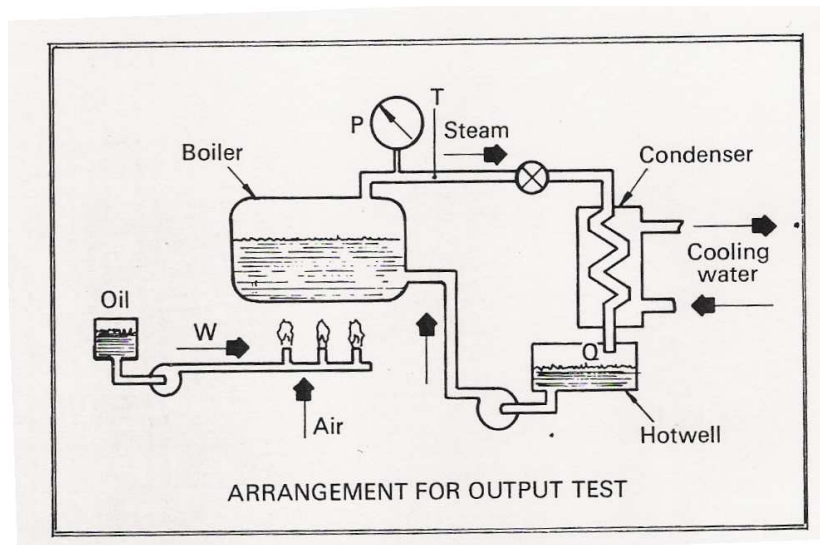 T
P
Steam
Boiler
Condenser
Cooling
water
Oil
W
Q
Air
Hotwell
ARRANGEMENT FOR OUTPUT TEST